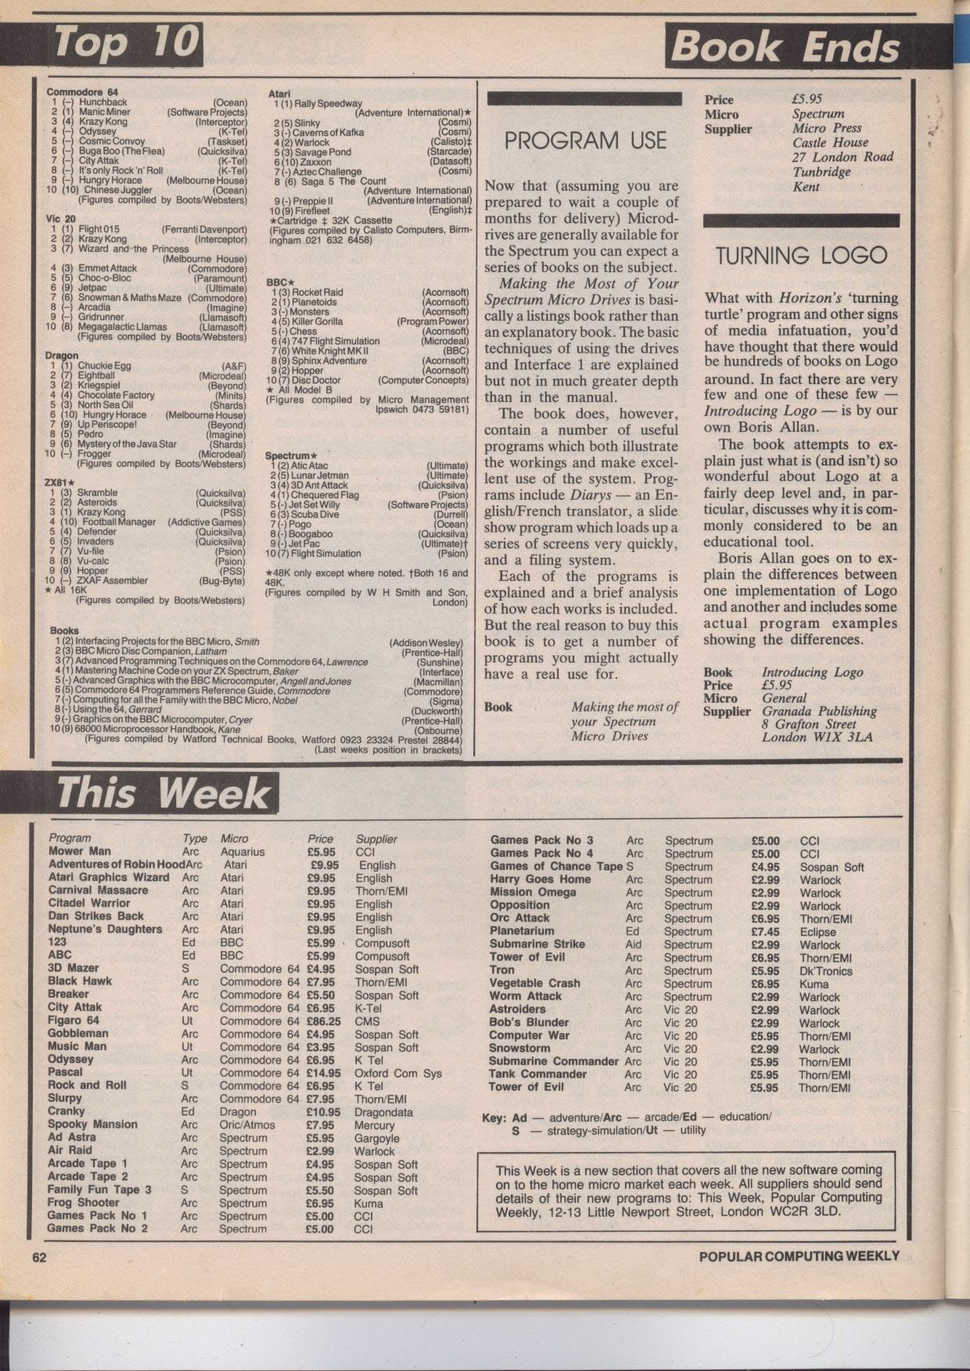 Top 10
Commodore 64
1 (–) Hunchback (Ocean)
2 (1) Manic Miner (Software Projects)
3 (4) Krazy Kong (Interceptor)
4 (–) Odyssey (K-Tel)
5 (–) Cosmic Convoy (Taskset)
6 (–) Buga Boo (The Flea) (Quicksilva)
7 (–) City Attak (K-Tel)
8 (–) It's only Rock 'n' Roll (K-Tel)
9 (–) Hungry Horace (Melbourne House)
10 (10) Chinese Juggler (Ocean)
(Figures compiled by Boots/Websters)
Vic 20
1 (1) Flight 015 (Ferranti Davenport)
2 (2) Krazy Kong (Interceptor)
3 (7) Wizard and the Princess
(Melbourne House)
4 (3) Emmet Attack (Commodore)
5 (5) Choc-o-Bloc (Paramount)
6 (9) Jetpac (Ultimate)
7 (6) Snowman & Maths Maze (Commodore)
8 (–) Arcadia (Imagine)
9 (–) Gridrunner (Llamasoft)
10 (8) Megagalactic Llamas (Llamasoft)
(Figures compiled by Boots/Websters)
Dragon
1 (1) Chuckie Egg (A&F)
2 (7) Eightball (Microdeal)
3 (2) Kriegspiel (Beyond)
4 (4) Chocolate Factory (Minits)
5 (3) North Sea Oil (Shards)
6 (10) Hungry Horace (Melbourne House)
7 (9) Up Periscope! (Beyond)
8 (5) Pedro (Imagine)
9 (6) Mystery of the Java Star (Shards)
10 (–) Frogger (Microdeal)
(Figures compiled by Boots/Websters)
ZX81★
1 (3) Skramble (Quicksilva)
2 (2) Asteroids (Quicksilva)
3 (1) Krazy Kong (PSS)
4 (10) Football Manager (Addictive Games)
5 (4) Defender (Quicksilva)
6 (5) Invaders (Quicksilva)
7 (7) Vu-file (Psion)
8 (8) Vu-calc (Psion)
9 (9) Hopper (PSS)
10 (–) ZXAF Assembler (Bug-Byte)
★ All 16K
(Figures compiled by Boots/Websters)
Atari
1 (1) Rally Speedway
(Adventure International)★
2 (5) Slinky (Cosmi)
3 (-) Caverns of Kafka (Cosmi)
4 (2) Warlock (Calisto)‡
5 (3) Savage Pond (Starcade)
6 (10) Zaxxon (Datasoft)
7 (-) Aztec Challenge (Cosmi)
8 (6) Saga 5 The Count
(Adventure International)
9 (-) Preppie II (Adventure International)
10 (9) Firefleet (English)‡
★Cartridge ‡ 32K Cassette
(Figures compiled by Calisto Computers, Birm-
ingham 021 632 6458)
BBC★
1 (3) Rocket Raid (Acornsoft)
2 (1) Planetoids (Acornsoft)
3 (-) Monsters (Acornsoft)
4 (5) Killer Gorilla (Program Power)
5 (-) Chess (Acornsoft)
6 (4) 747 Flight Simulation (Microdeal)
7 (6) White Knight MK II (BBC)
8 (9) Sphinx Adventure (Acornsoft)
9 (2) Hopper (Acornsoft)
10 (7) Disc Doctor (Computer Concepts)
★ All Model B
(Figures compiled by Micro Management
Ipswich 0473 59181)
Spectrum★
1 (2) Atic Atac (Ultimate)
2 (5) Lunar Jetman (Ultimate)
3 (4) 3D Ant Attack (Quicksilva)
4 (1) Chequered Flag (Psion)
5 (-) Jet Set Willy (Software Projects)
6 (3) Scuba Dive (Durrell)
7 (-) Pogo (Ocean)
8 (-) Boogaboo (Quicksilva)
9 (-) Jet Pac (Ultimate)†
10 (7) Flight Simulation (Psion)
★48K only except where noted. †Both 16 and
48K.
(Figures compiled by W H Smith and Son,
London)
Books
1 (2) Interfacing Projects for the BBC Micro, Smith (Addison Wesley)
2 (3) BBC Micro Disc Companion, Latham (Prentice-Hall)
3 (7) Advanced Programming Techniques on the Commodore 64, Lawrence (Sunshine)
4 (1) Mastering Machine Code on your ZX Spectrum, Baker (Interface)
5 (-) Advanced Graphics with the BBC Microcomputer, Angell and Jones (Macmillan)
6 (5) Commodore 64 Programmers Reference Guide, Commodore (Commodore)
7 (-) Computing for all the Family with the BBC Micro, Nobel (Sigma)
8 (-) Using the 64, Gerrard (Duckworth)
9 (-) Graphics on the BBC Microcomputer, Cryer (Prentice-Hall)
10 (9) 68000 Microprocessor Handbook, Kane (Osbourne)
(Figures compiled by Watford Technical Books, Watford 0923 23324 Prestel 28844)
(Last weeks position in brackets)
Book Ends
PROGRAM USE
Now that (assuming you are
prepared to wait a couple of
months for delivery) Microd-
rives are generally available for
the Spectrum you can expect a
series of books on the subject.
Making the Most of Your
Spectrum Micro Drives is basi-
cally a listings book rather than
an explanatory book. The basic
techniques of using the drives
and Interface 1 are explained
but not in much greater depth
than in the manual.
The book does, however,
contain a number of useful
programs which both illustrate
the workings and make excel-
lent use of the system. Prog-
rams include Diarys — an En-
glish/French translator, a slide
show program which loads up a
series of screens very quickly,
and a filing system.
Each of the programs is
explained and a brief analysis
of how each works is included.
But the real reason to buy this
book is to get a number of
programs you might actually
have a real use for.
Book Making the most of
your Spectrum
Micro Drives
Price £5.95
Micro Spectrum
Supplier Micro Press
Castle House
27 London Road
Tunbridge
Kent
TURNING LOGO
What with Horizon's 'turning
turtle' program and other signs
of media infatuation, you'd
have thought that there would
be hundreds of books on Logo
around. In fact there are very
few and one of these few —
Introducing Logo — is by our
own Boris Allan.
The book attempts to ex-
plain just what is (and isn't) so
wonderful about Logo at a
fairly deep level and, in par-
ticular, discusses why it is com-
monly considered to be an
educational tool.
Boris Allan goes on to ex-
plain the differences between
one implementation of Logo
and another and includes some
actual program examples
showing the differences.
Book Introducing Logo
Price £5.95
Micro General
Supplier Granada Publishing
8 Grafton Street
London W1X 3LA
This Week
Program Type Micro Price Supplier
Mower Man Arc Aquarius £5.95 CCI
Adventures of Robin Hood Arc Atari £9.95 English
Atari Graphics Wizard Arc Atari £9.95 English
Carnival Massacre Arc Atari £9.95 Thorn/EMI
Citadel Warrior Arc Atari £9.95 English
Dan Strikes Back Arc Atari £9.95 English
Neptune's Daughters Arc Atari £9.95 English
123 Ed BBC £5.99 Compusoft
ABC Ed BBC £5.99 Compusoft
3D Mazer S Commodore 64 £4.95 Sospan Soft
Black Hawk Arc Commodore 64 £7.95 Thorn/EMI
Breaker Arc Commodore 64 £5.50 Sospan Soft
City Attak Arc Commodore 64 £6.95 K-Tel
Figaro 64 Ut Commodore 64 £86.25 CMS
Gobbleman Arc Commodore 64 £4.95 Sospan Soft
Music Man Ut Commodore 64 £3.95 Sospan Soft
Odyssey Arc Commodore 64 £6.95 K Tel
Pascal Ut Commodore 64 £14.95 Oxford Com Sys
Rock and Roll S Commodore 64 £6.95 K Tel
Slurpy Arc Commodore 64 £7.95 Thorn/EMI
Cranky Ed Dragon £10.95 Dragondata
Spooky Mansion Arc Oric/Atmos £7.95 Mercury
Ad Astra Arc Spectrum £5.95 Gargoyle
Air Raid Arc Spectrum £2.99 Warlock
Arcade Tape 1 Arc Spectrum £4.95 Sospan Soft
Arcade Tape 2 Arc Spectrum £4.95 Sospan Soft
Family Fun Tape 3 S Spectrum £5.50 Sospan Soft
Frog Shooter Arc Spectrum £6.95 Kuma
Games Pack No 1 Arc Spectrum £5.00 CCI
Games Pack No 2 Arc Spectrum £5.00 CCI
Games Pack No 3 Arc Spectrum £5.00 CCI
Games Pack No 4 Arc Spectrum £5.00 CCI
Games of Chance Tape S Spectrum £4.95 Sospan Soft
Harry Goes Home Arc Spectrum £2.99 Warlock
Mission Omega Arc Spectrum £2.99 Warlock
Opposition Arc Spectrum £2.99 Warlock
Orc Attack Arc Spectrum £6.95 Thorn/EMI
Planetarium Ed Spectrum £7.45 Eclipse
Submarine Strike Aid Spectrum £2.99 Warlock
Tower of Evil Arc Spectrum £6.95 Thorn/EMI
Tron Arc Spectrum £5.95 Dk'Tronics
Vegetable Crash Arc Spectrum £6.95 Kuma
Worm Attack Arc Spectrum £2.99 Warlock
Astroiders Arc Vic 20 £2.99 Warlock
Bob's Blunder Arc Vic 20 £2.99 Warlock
Computer War Arc Vic 20 £5.95 Thorn/EMI
Snowstorm Arc Vic 20 £2.99 Warlock
Submarine Commander Arc Vic 20 £5.95 Thorn/EMI
Tank Commander Arc Vic 20 £5.95 Thorn/EMI
Tower of Evil Arc Vic 20 £5.95 Thorn/EMI
Key: Ad — adventure/Arc — arcade/Ed — education/
S — strategy-simulation/Ut — utility
This Week is a new section that covers all the new software coming
on to the home micro market each week. All suppliers should send
details of their new programs to: This Week, Popular Computing
Weekly, 12-13 Little Newport Street, London WC2R 3LD.
62
POPULAR COMPUTING WEEKLY